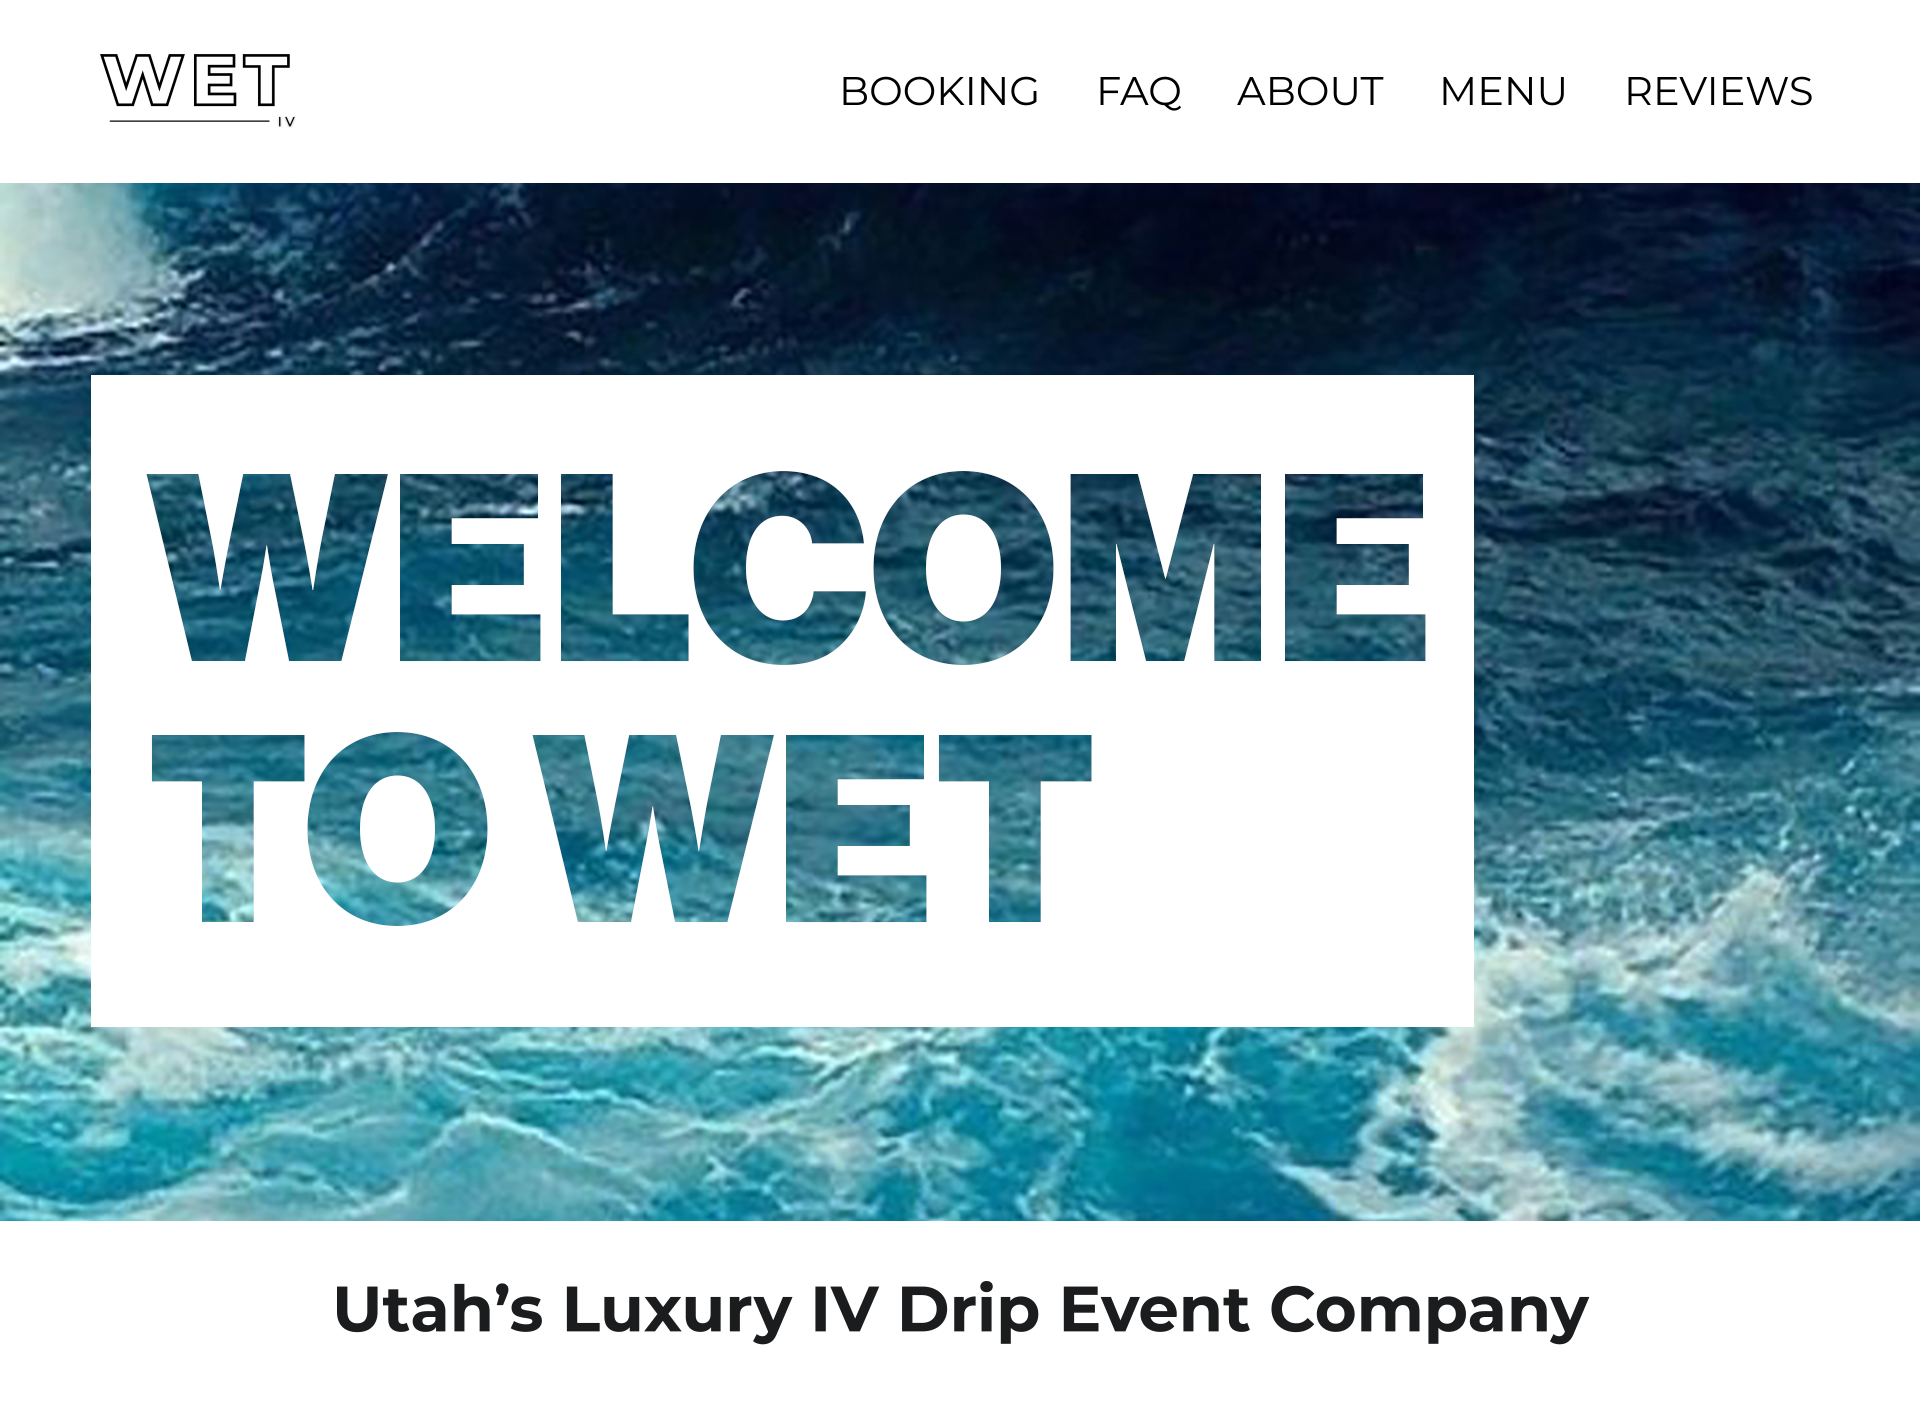 WET
IV
BOOKING FAQ ABOUT MENU REVIEWS
WELCOME
TO WET
Utah’s Luxury IV Drip Event Company